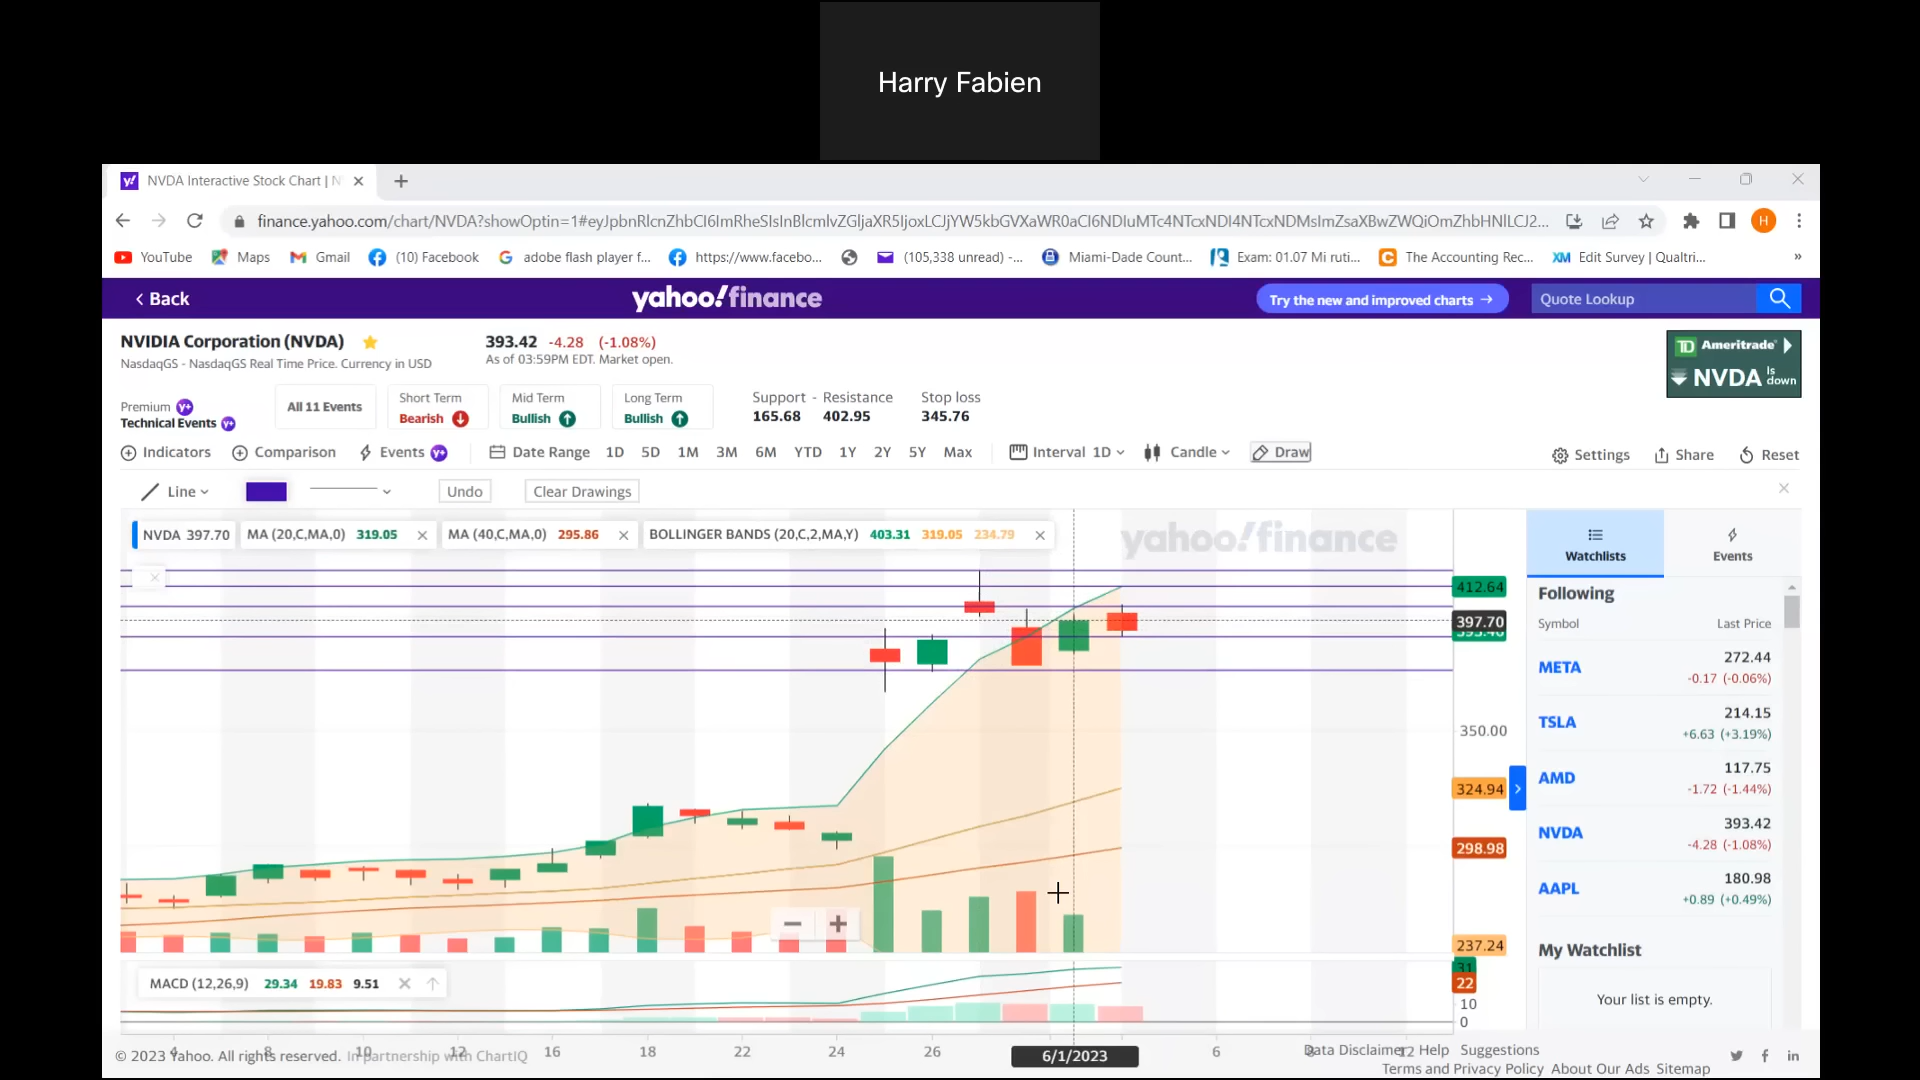 Harry Fabien
NVDA Interactive Stock Chart | N
finance.yahoo.com/chart/NVDA?showOptin=1#
YouTube Maps Gmail (10) Facebook adobe flash player f... https://www.facebo... (105,338 unread) -... Miami-Dade Count... Exam: 01.07 Mi ruti... The Accounting Rec... XM Edit Survey | Qualtri... »
Back
yahoo!finance
Try the new and improved charts →
Quote Lookup
NVIDIA Corporation (NVDA)
NasdaqGS - NasdaqGS Real Time Price. Currency in USD
393.42 -4.28 (-1.08%)
As of 03:59PM EDT. Market open.
TD Ameritrade
NVDA is down
Premium y+
Technical Events y+
All 11 Events
Short Term
Bearish
Mid Term
Bullish
Long Term
Bullish
Support - Resistance
165.68 402.95
Stop loss
345.76
Indicators Comparison Events y+ Date Range 1D 5D 1M 3M 6M YTD 1Y 2Y 5Y Max Interval 1D Candle Draw
Settings Share Reset
Line Undo Clear Drawings
NVDA 397.70
MA (20,C,MA,0) 319.05
MA (40,C,MA,0) 295.86
BOLLINGER BANDS (20,C,2,MA,Y) 403.31 319.05 234.79
yahoo!finance
412.64
397.70
350.00
324.94
298.98
237.24
31
22
10
0
MACD (12,26,9) 29.34 19.83 9.51
4 8 10 12 16 18 22 24 26 6/1/2023 6 8 12
Watchlists
Events
Following
Symbol Last Price
META 272.44
-0.17 (-0.06%)
TSLA 214.15
+6.63 (+3.19%)
AMD 117.75
-1.72 (-1.44%)
NVDA 393.42
-4.28 (-1.08%)
AAPL 180.98
+0.89 (+0.49%)
My Watchlist
Your list is empty.
© 2023 Yahoo. All rights reserved. In partnership with ChartIQ
Data Disclaimer Help Suggestions
Terms and Privacy Policy About Our Ads Sitemap